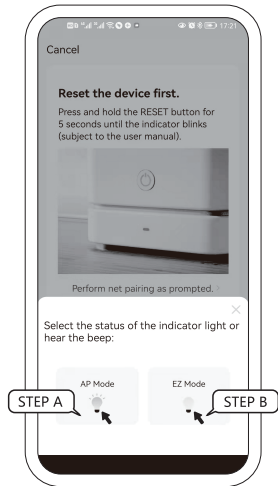 17:21
Cancel
Reset the device first.
Press and hold the RESET button for
5 seconds until the indicator blinks
(subject to the user manual).
Perform net pairing as prompted.
Select the status of the indicator light or
hear the beep:
AP Mode
EZ Mode
STEP A
STEP B